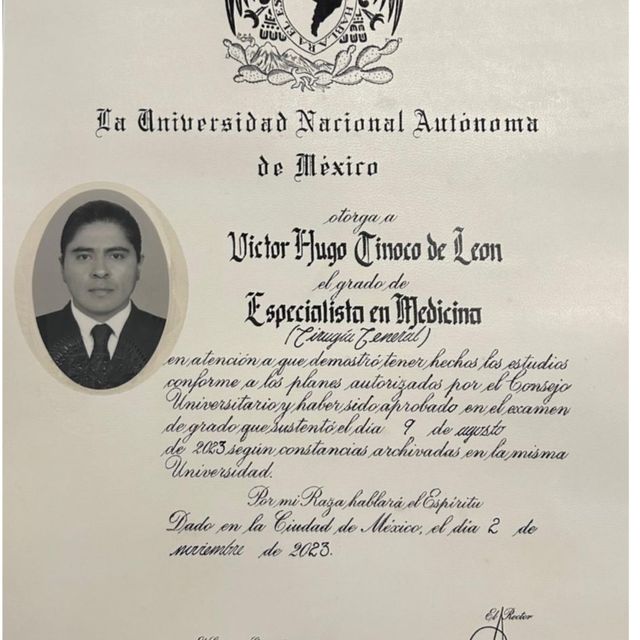 HABLARA EL ES
La Universidad Nacional Autónoma
de México
otorga a
Victor Hugo Tinoco de Leon
el grado de
Especialista en Medicina
(Cirugía General)
en atención a que demostró tener hechos los estudios
conforme a los planes autorizados por el Consejo
Universitario y haber sido aprobado en el examen
de grado que sustentó el día 9 de agosto
de 2023 según constancias archivadas en la misma
Universidad.
Por mi Raza hablará el Espíritu
Dado en la Ciudad de México, el día 2 de
noviembre de 2023.
El Rector